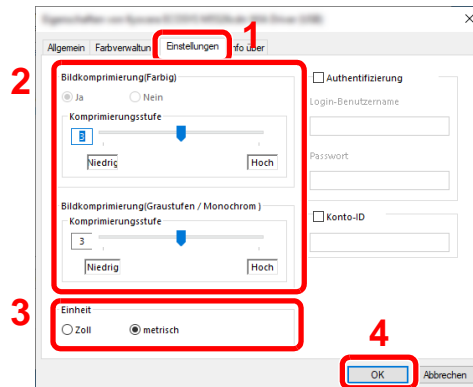 1
Allgemein Farbverwaltun Einstellungen nfo über
2
Bildkomprimierung(Farbig)
Ja Nein
Komprimierungsstufe
3
Niedrig Hoch
Bildkomprimierung(Graustufen / Monochrom )
Komprimierungsstufe
3
Niedrig Hoch
Authentifizierung
Login-Benutzername
Passwort
Konto-ID
3
Einheit
Zoll metrisch
4
OK Abbrechen